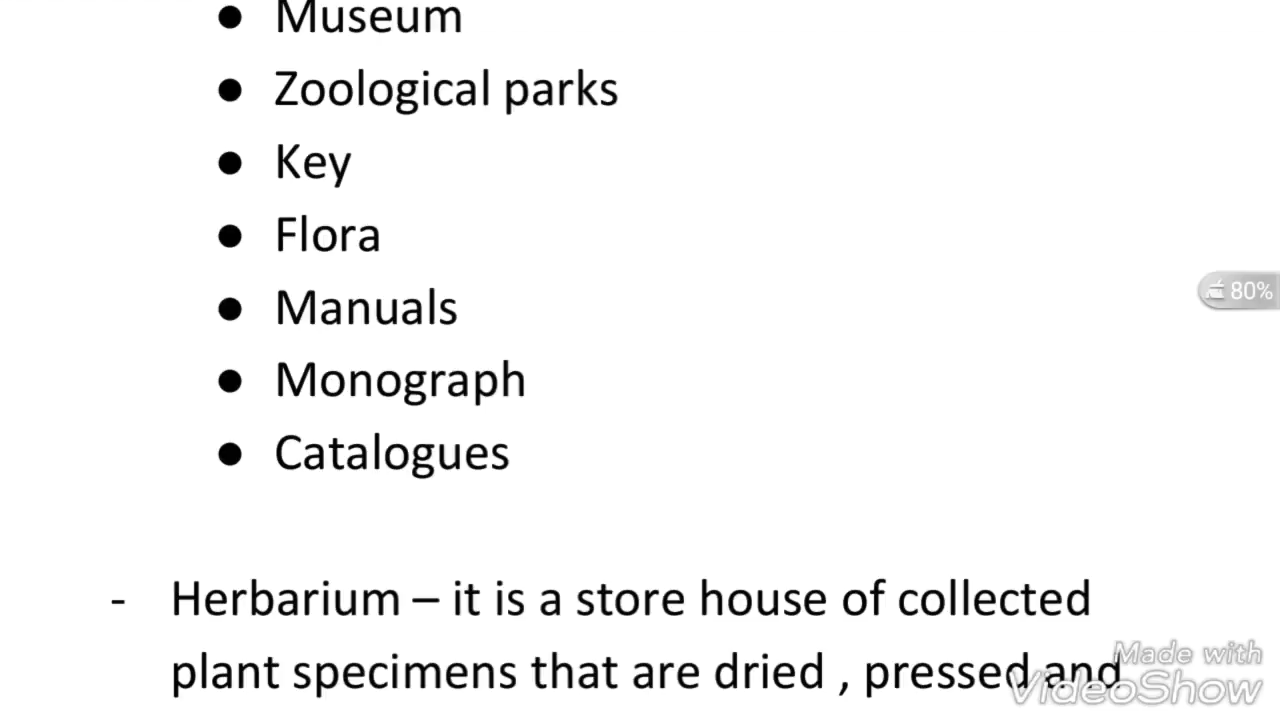 ● Museum
● Zoological parks
● Key
● Flora
80%
● Manuals
● Monograph
● Catalogues
- Herbarium – it is a store house of collected
plant specimens that are dried , pressed and
Made with
VideoShow